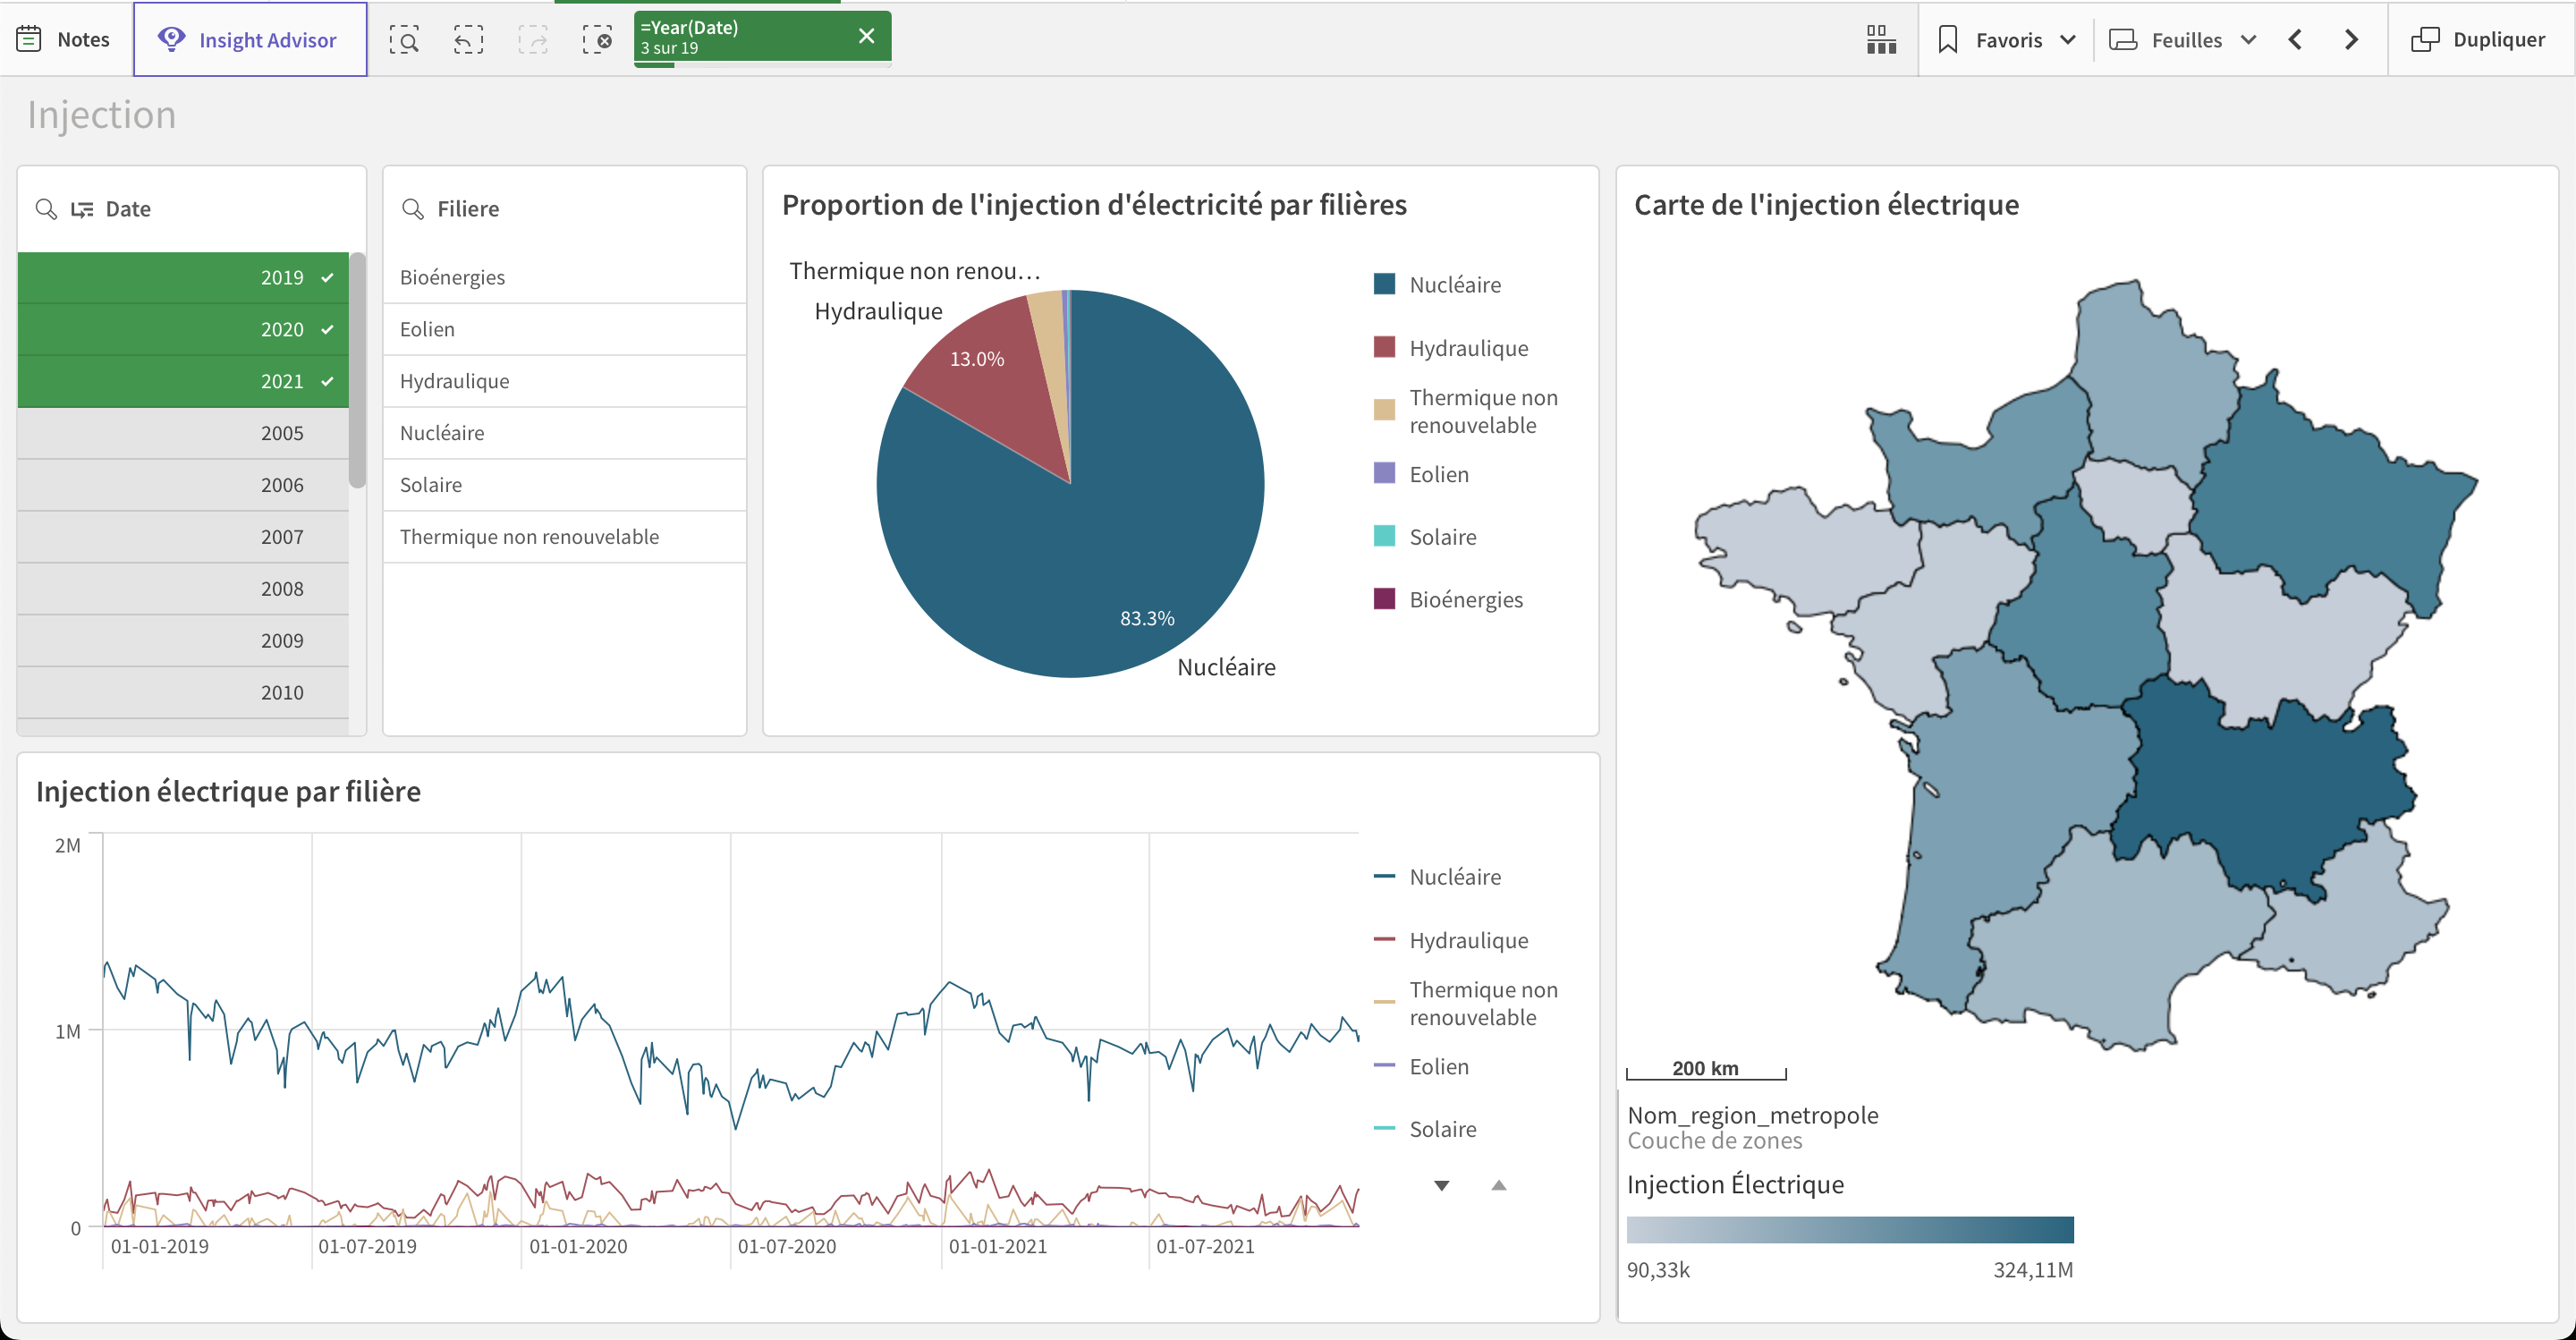 Notes
Insight Advisor
=Year(Date)
3 sur 19
Favoris
Feuilles
Dupliquer
Injection
Date
2019
2020
2021
2005
2006
2007
2008
2009
2010
Filiere
Bioénergies
Eolien
Hydraulique
Nucléaire
Solaire
Thermique non renouvelable
Proportion de l'injection d'électricité par filières
Thermique non renou…
Hydraulique
13.0%
83.3%
Nucléaire
Nucléaire
Hydraulique
Thermique non
renouvelable
Eolien
Solaire
Bioénergies
Injection électrique par filière
2M
1M
0
01-01-2019
01-07-2019
01-01-2020
01-07-2020
01-01-2021
01-07-2021
Nucléaire
Hydraulique
Thermique non
renouvelable
Eolien
Solaire
Carte de l'injection électrique
200 km
Nom_region_metropole
Couche de zones
Injection Électrique
90,33k
324,11M